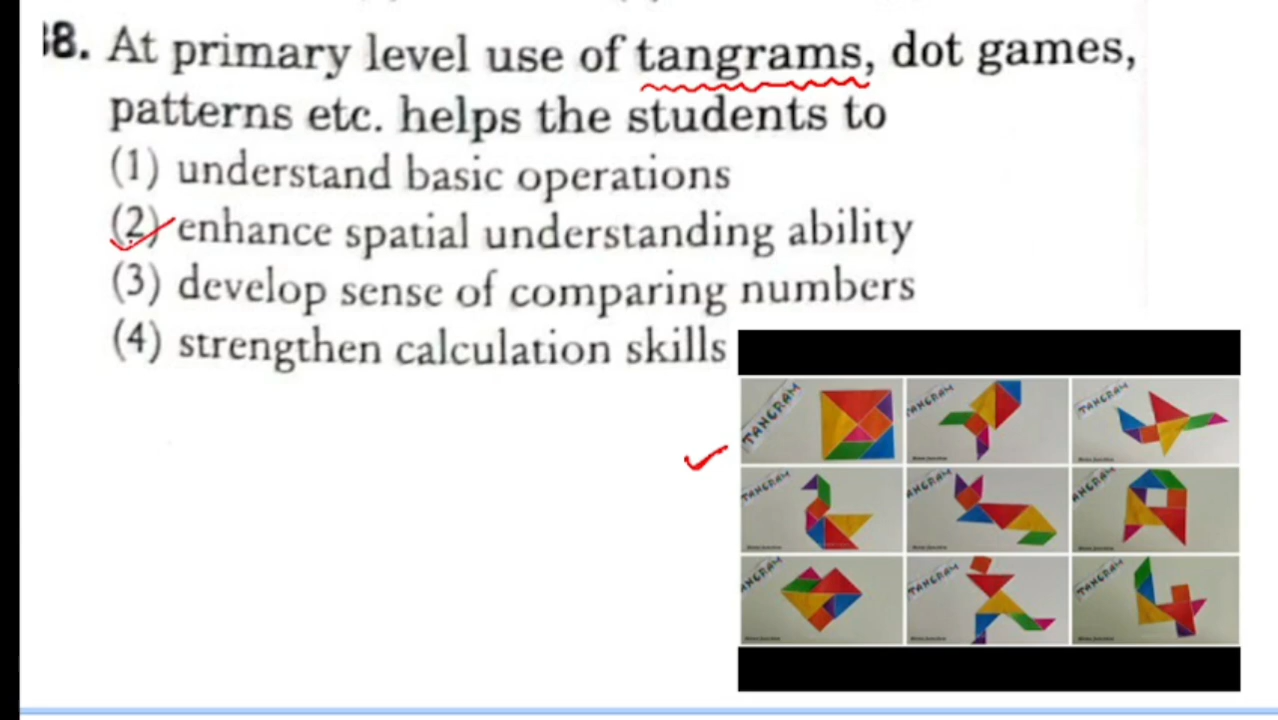 38. At primary level use of tangrams, dot games,
patterns etc. helps the students to
(1) understand basic operations
(2) enhance spatial understanding ability
(3) develop sense of comparing numbers
(4) strengthen calculation skills
TANGRAM
TANGRAM
TANGRAM
TANGRAM
TANGRAM
TANGRAM
TANGRAM
TANGRAM
TANGRAM